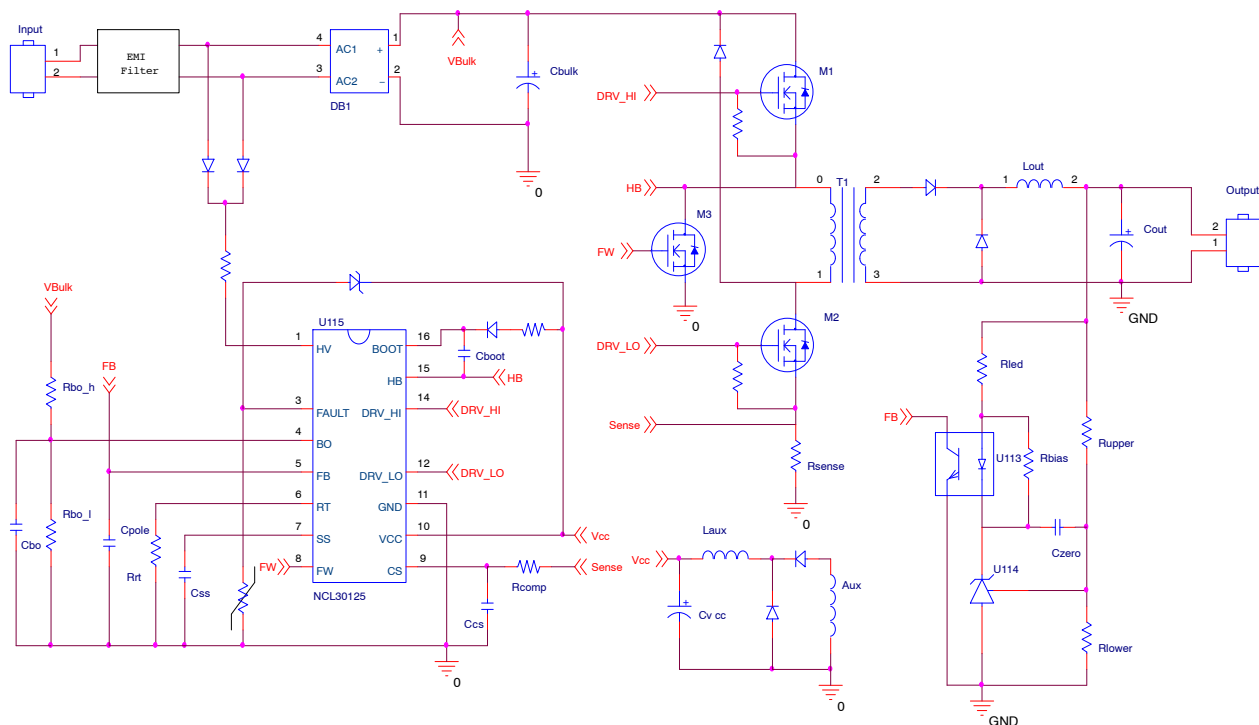 Input
1
2
EMI
Filter
4
3
AC1
AC2
+
−
1
2
DB1
VBulk
+
Cbulk
0
DRV_HI
M1
HB
M3
FW
0
0
T1
1
2
3
1
Lout
2
+
Cout
GND
Output
2
1
M2
DRV_LO
Sense
Rsense
0
VBulk
FB
Rbo_h
Rbo_l
Cbo
Cpole
Rrt
Css
FW
U115
1
HV
3
FAULT
4
BO
5
FB
6
RT
7
SS
8
FW
16
BOOT
15
HB
14
DRV_HI
12
DRV_LO
11
GND
10
VCC
9
CS
NCL30125
Cboot
HB
DRV_HI
DRV_LO
Vcc
Rcomp
Sense
Ccs
0
Vcc
Laux
+
Cv cc
Aux
0
Rled
FB
U113
Rbias
Rupper
Czero
U114
Rlower
GND